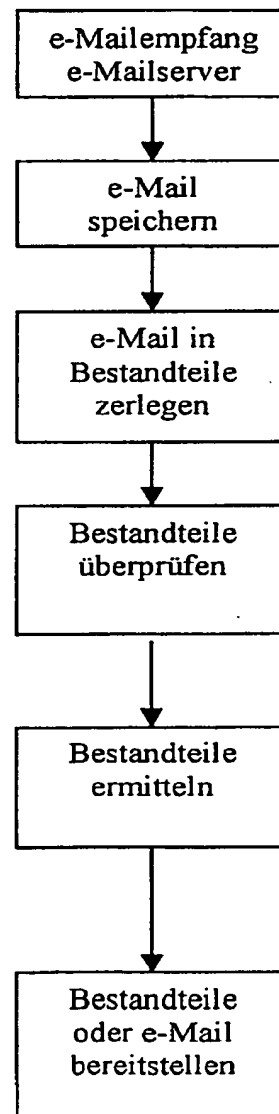 e-Mailempfang
e-Mailserver
e-Mail
speichern
e-Mail in
Bestandteile
zerlegen
Bestandteile
überprüfen
Bestandteile
ermitteln
Bestandteile
oder e-Mail
bereitstellen